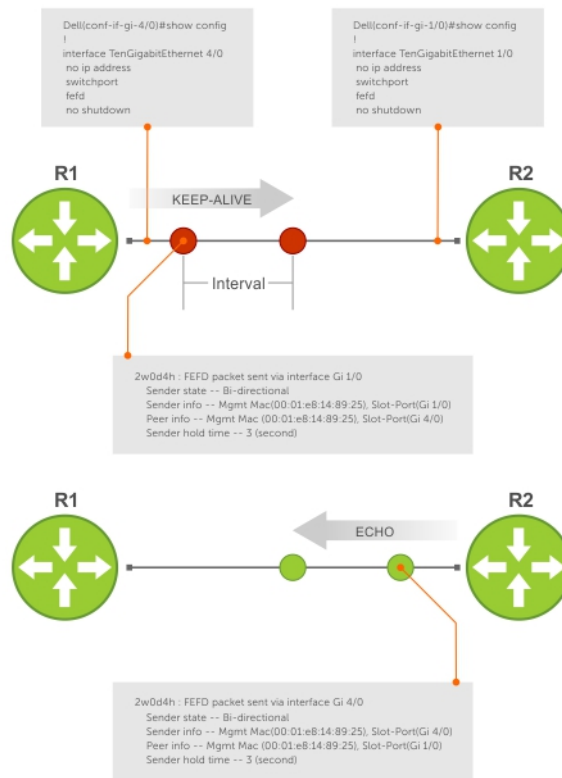 Dell(conf-if-gi-4/0)#show config
!
interface TenGigabitEthernet 4/0
no ip address
switchport
fefd
no shutdown
Dell(conf-if-gi-1/0)#show config
!
interface TenGigabitEthernet 1/0
no ip address
switchport
fefd
no shutdown
R1
KEEP-ALIVE
R2
Interval
2w0d4h : FEFD packet sent via interface Gi 1/0
Sender state -- Bi-directional
Sender info -- Mgmt Mac(00:01:e8:14:89:25), Slot-Port(Gi 1/0)
Peer info -- Mgmt Mac (00:01:e8:14:89:25), Slot-Port(Gi 4/0)
Sender hold time -- 3 (second)
R1
R2
ECHO
2w0d4h : FEFD packet sent via interface Gi 4/0
Sender state -- Bi-directional
Sender info -- Mgmt Mac(00:01:e8:14:89:25), Slot-Port(Gi 4/0)
Peer info -- Mgmt Mac (00:01:e8:14:89:25), Slot-Port(Gi 1/0)
Sender hold time -- 3 (second)